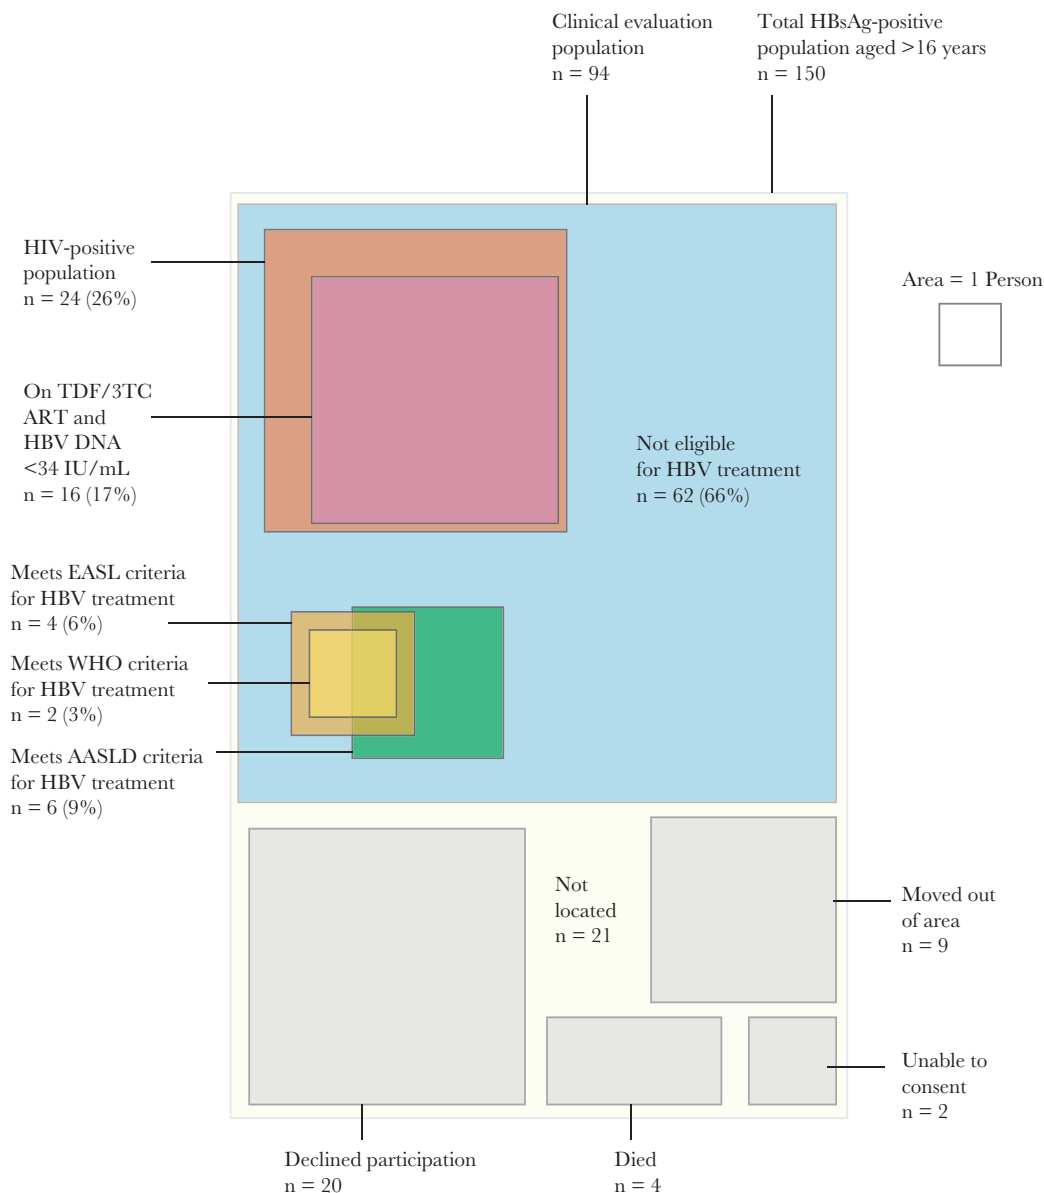 Clinical evaluation
population
n = 94
Total HBsAg-positive
population aged >16 years
n = 150
HIV-positive
population
n = 24 (26%)
Area = 1 Person
On TDF/3TC
ART and
HBV DNA
<34 IU/mL
n = 16 (17%)
Not eligible
for HBV treatment
n = 62 (66%)
Meets EASL criteria
for HBV treatment
n = 4 (6%)
Meets WHO criteria
for HBV treatment
n = 2 (3%)
Meets AASLD criteria
for HBV treatment
n = 6 (9%)
Not
located
n = 21
Moved out
of area
n = 9
Unable to
consent
n = 2
Declined participation
n = 20
Died
n = 4